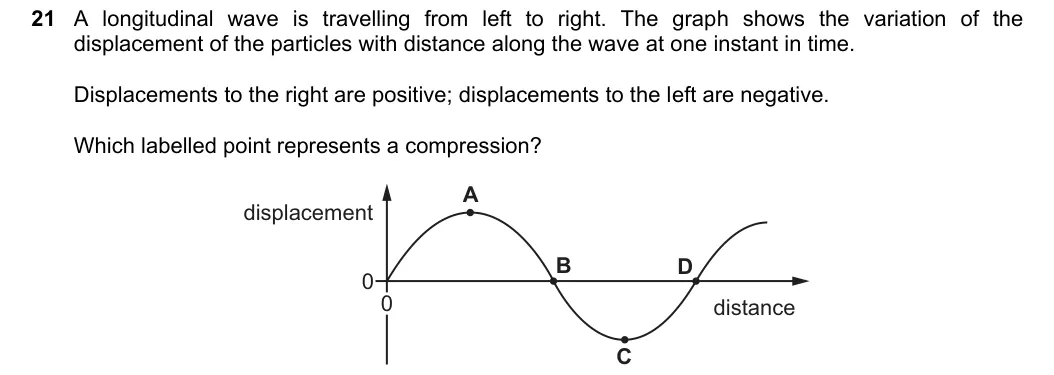 21 A longitudinal wave is travelling from left to right. The graph shows the variation of the
displacement of the particles with distance along the wave at one instant in time.
Displacements to the right are positive; displacements to the left are negative.
Which labelled point represents a compression?
A
displacement
B
D
0
0
distance
C